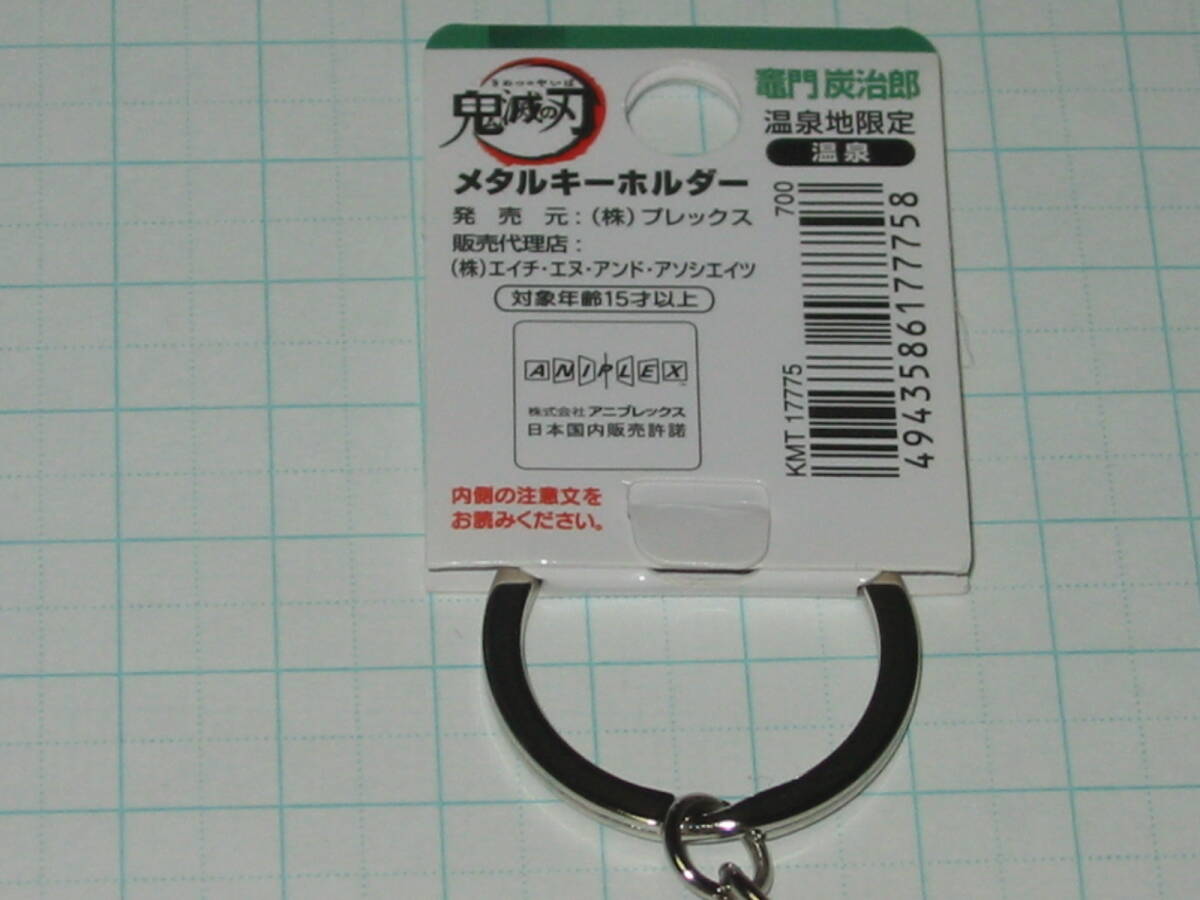 きめつのやいば
鬼滅の刃
メタルキーホルダー
発売元:(株)プレックス
販売代理店:
(株)エイチ・エヌ・アンド・アソシエイツ
対象年齢15才以上
ANIPLEX
株式会社 アニプレックス
日本国内販売許諾
内側の注意文を
お読みください。
竈門 炭治郎
温泉地限定
温泉
700
KMT 17775
4943586177758